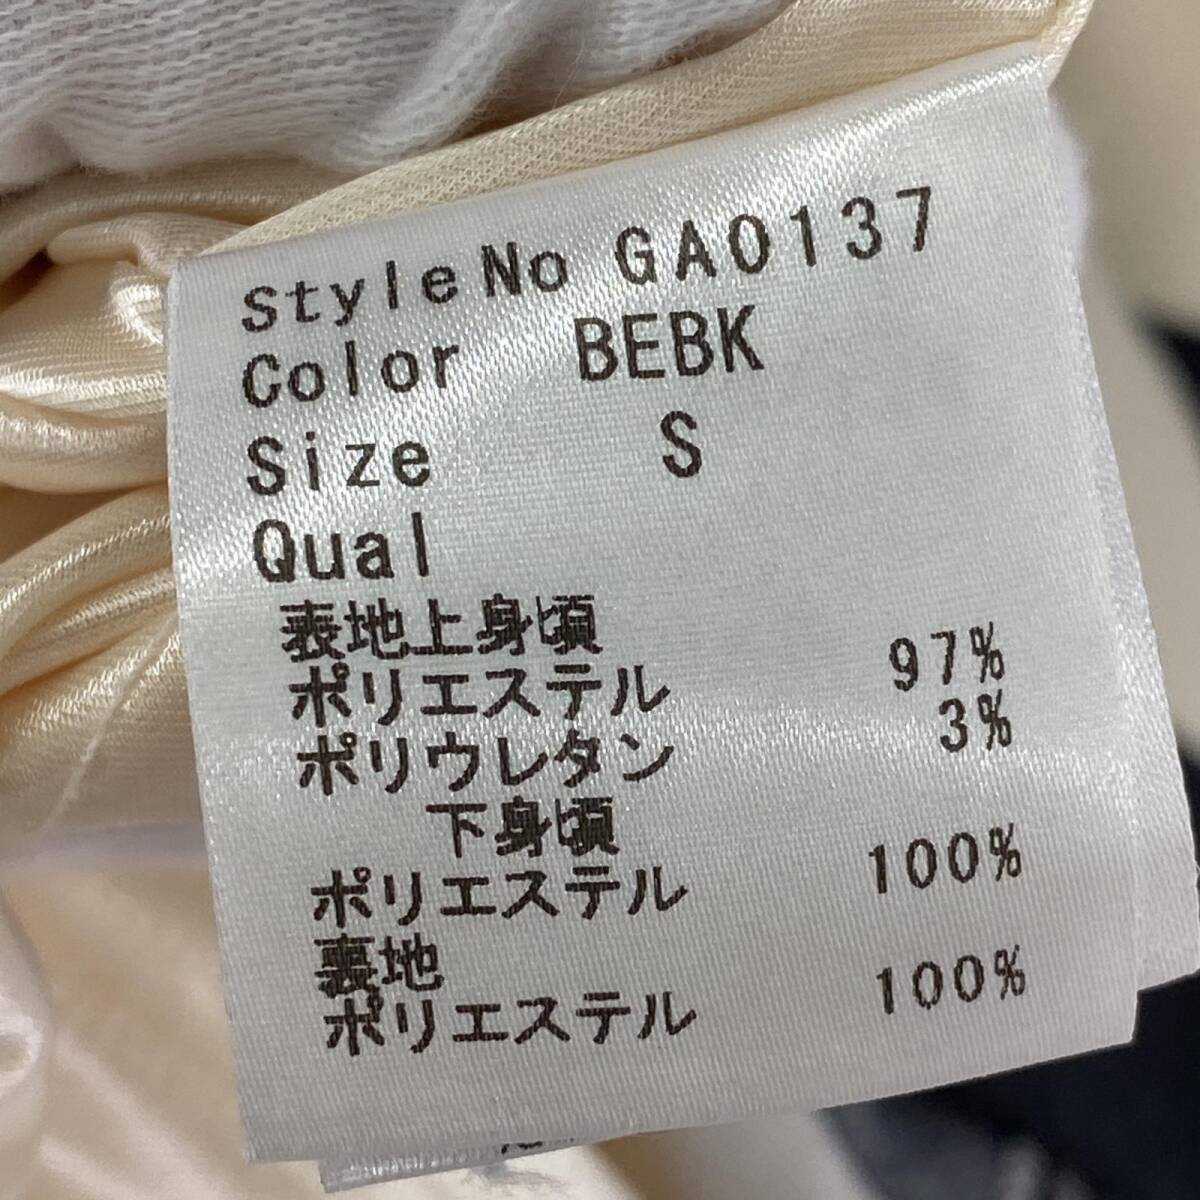 StyleNo GA0137
Color BEBK
Size S
Qual
表地上身頃
ポリエステル 97%
ポリウレタン 3%
下身頃
ポリエステル 100%
裏地
ポリエステル 100%